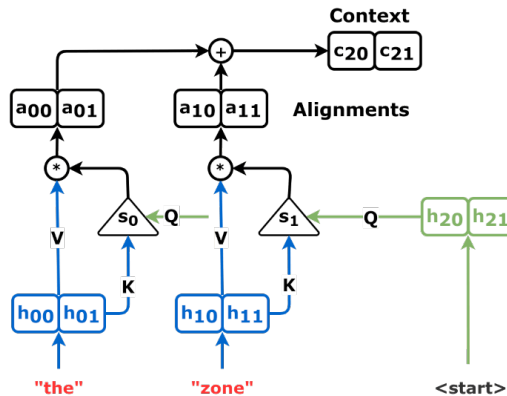 Context
+
c20 c21
a00 a01
a10 a11
Alignments
*
*
s0
Q
s1
Q
h20 h21
V
V
K
K
h00 h01
h10 h11
"the"
"zone"
<start>